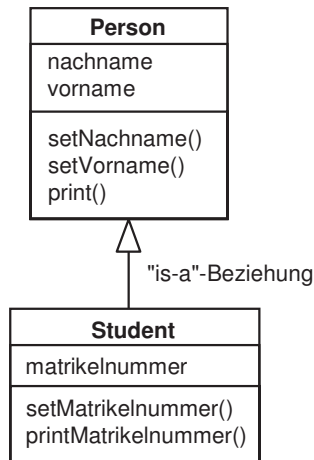 Person
nachname
vorname
setNachname()
setVorname()
print()
"is-a"-Beziehung
Student
matrikelnummer
setMatrikelnummer()
printMatrikelnummer()